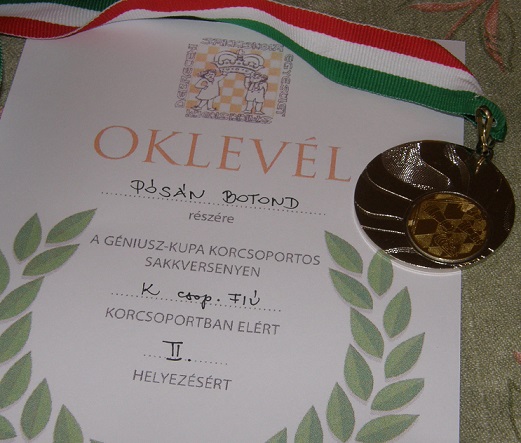 OKLEVÉL
PÓSÁN BOTOND
részére
A GÉNIUSZ-KUPA KORCSOPORTOS
SAKKVERSENYEN
K csop. FIÚ
KORCSOPORTBAN ELÉRT
II.
HELYEZÉSÉRT